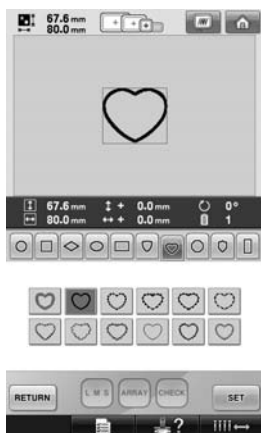 67.6 mm
80.0 mm
67.6 mm + 0.0 mm 0°
80.0 mm + 0.0 mm 1
RETURN L M S ARRAY CHECK SET
?